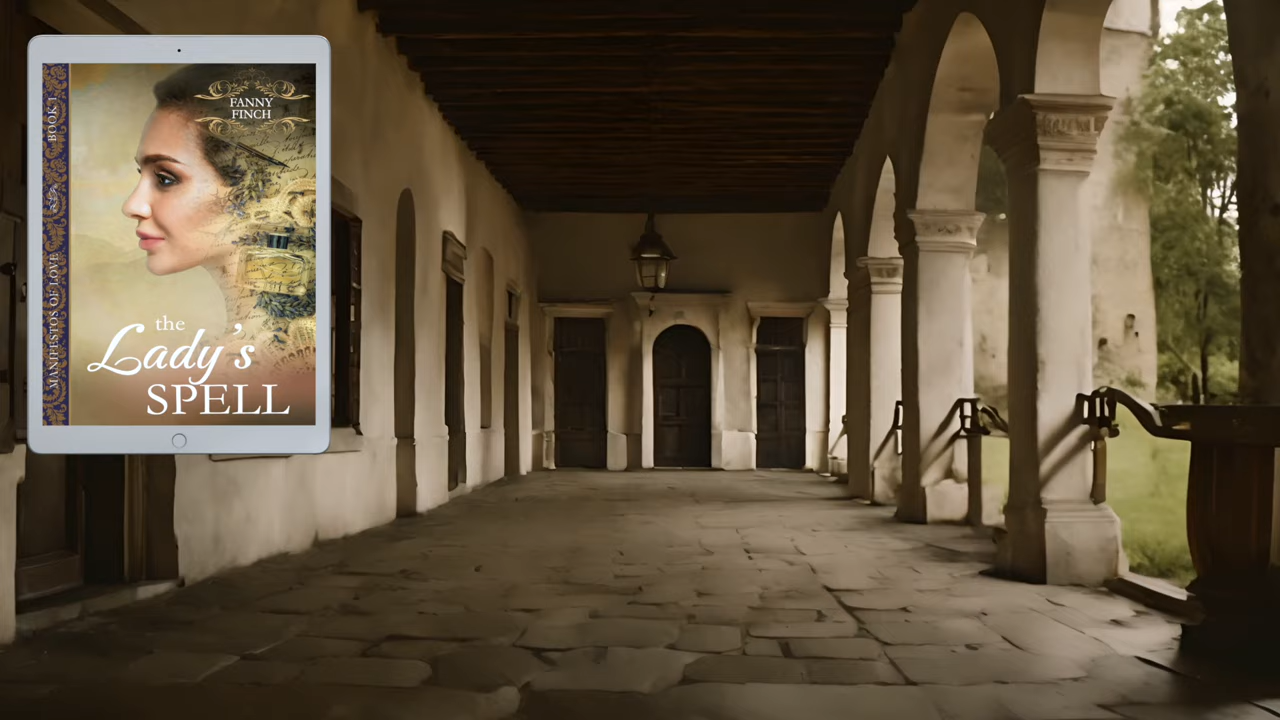 FANNY
FINCH
BOOK 1
MANIFESTOS OF LOVE
the
Lady's
SPELL